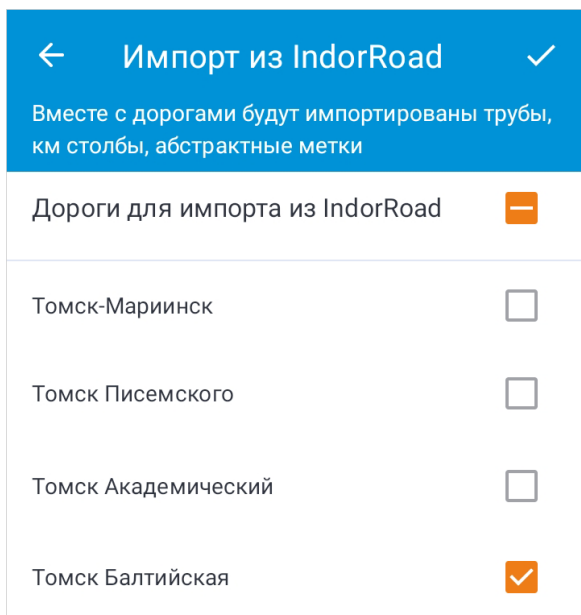 Импорт из IndorRoad
Вместе с дорогами будут импортированы трубы,
км столбы, абстрактные метки
Дороги для импорта из IndorRoad
Томск-Мариинск
Томск Писемского
Томск Академический
Томск Балтийская